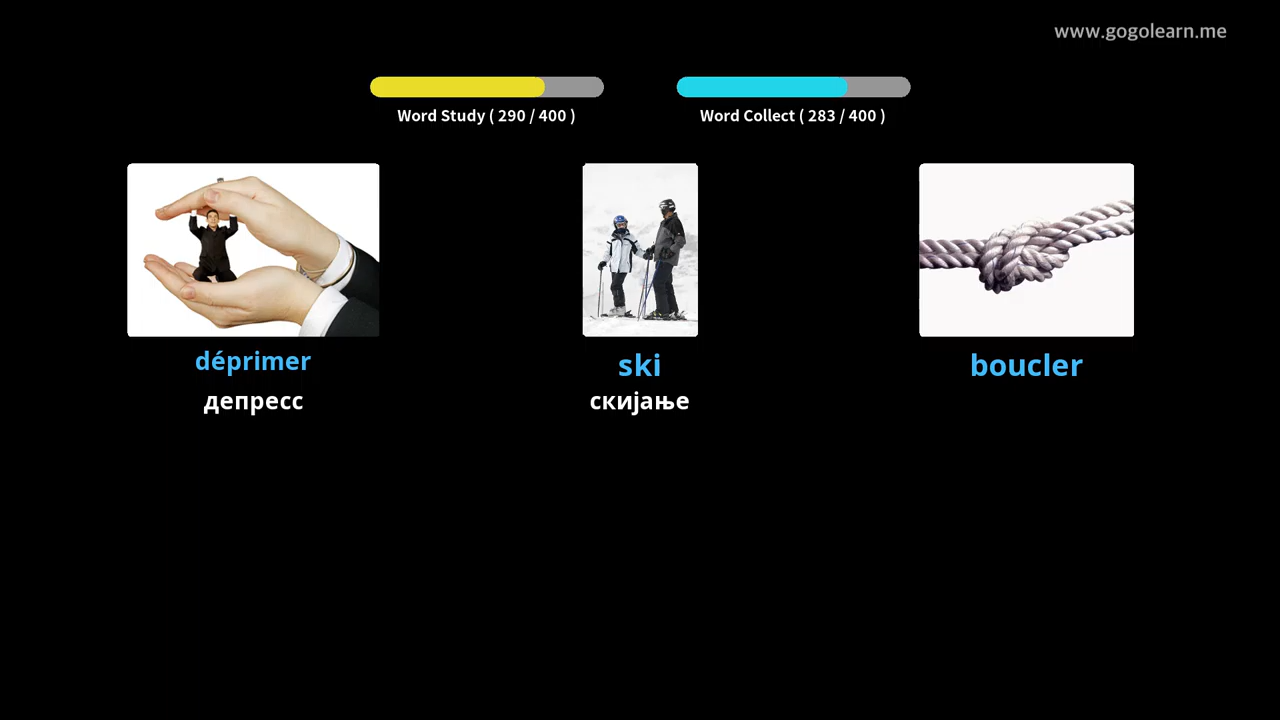 www.gogolearn.me
Word Study ( 290 / 400 )
Word Collect ( 283 / 400 )
déprimer
ski
boucler
депресс
скијање